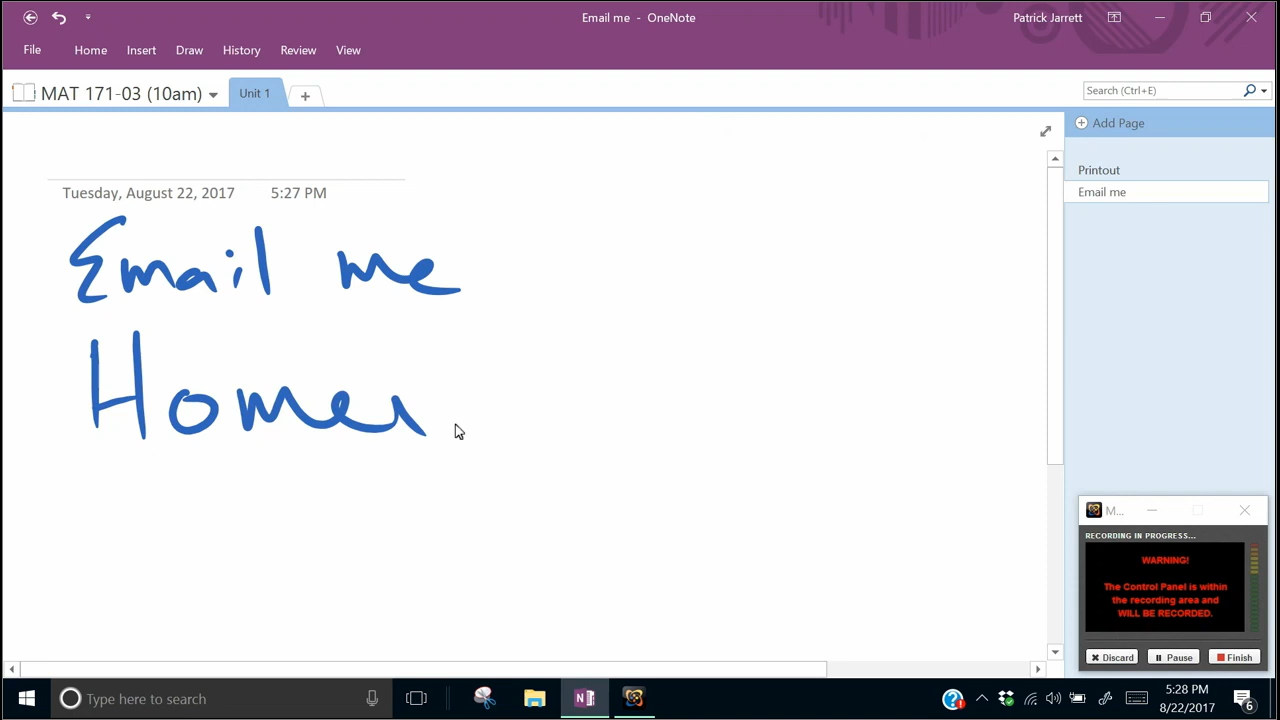 Email me - OneNote
Patrick Jarrett
File Home Insert Draw History Review View
MAT 171-03 (10am) Unit 1 +
Search (Ctrl+E)
Add Page
Printout
Email me
Tuesday, August 22, 2017 5:27 PM
Email me
Home
M...
RECORDING IN PROGRESS...
WARNING!
The Control Panel is within
the recording area and
WILL BE RECORDED.
Discard Pause Finish
Type here to search
5:28 PM
8/22/2017
6